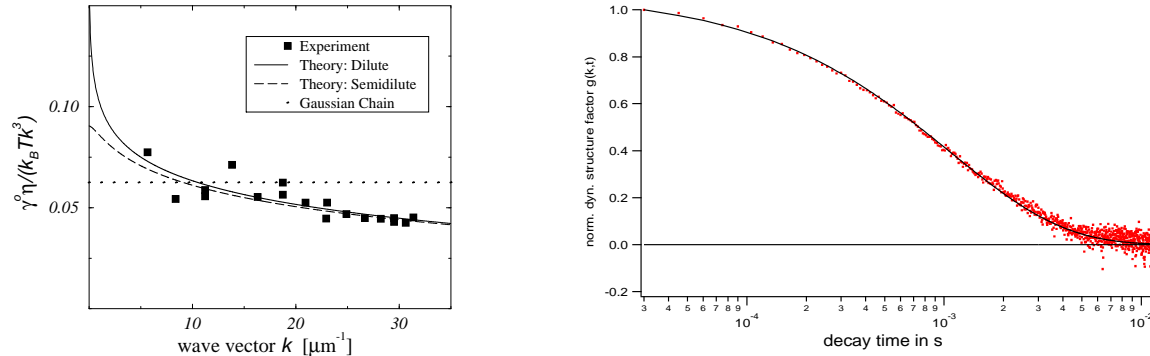 γ⁰η/(k_BTk³)
0.10
0.05
0
10
20
30
wave vector k [μm⁻¹]
Experiment
Theory: Dilute
Theory: Semidilute
Gaussian Chain
norm. dyn. structure factor g(k,t)
1.0
0.8
0.6
0.4
0.2
0.0
-0.2
3 4 5 6 7 8 9 10⁻⁴ 2 3 4 5 6 7 8 9 10⁻³ 2 3 4 5 6 7 8 9 10⁻²
decay time in s